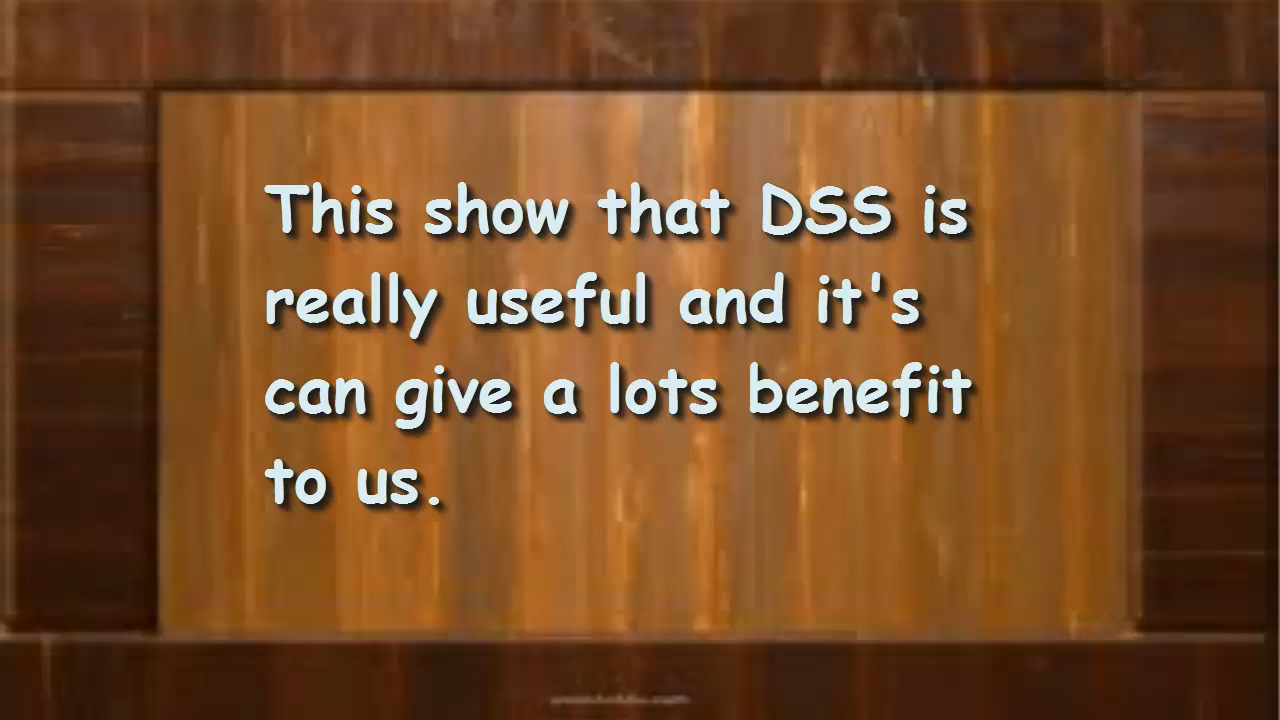 This show that DSS is
really useful and it's
can give a lots benefit
to us.